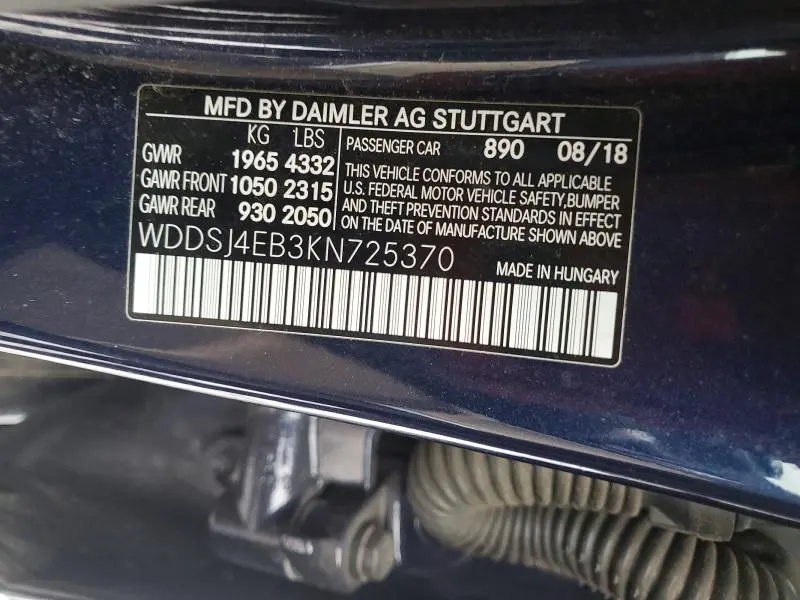 MFD BY DAIMLER AG STUTTGART
KG LBS
GVWR 1965 4332
GAWR FRONT 1050 2315
GAWR REAR 930 2050
PASSENGER CAR 890 08/18
THIS VEHICLE CONFORMS TO ALL APPLICABLE
U.S. FEDERAL MOTOR VEHICLE SAFETY,BUMPER
AND THEFT PREVENTION STANDARDS IN EFFECT
ON THE DATE OF MANUFACTURE SHOWN ABOVE
WDDSJ4EB3KN725370
MADE IN HUNGARY